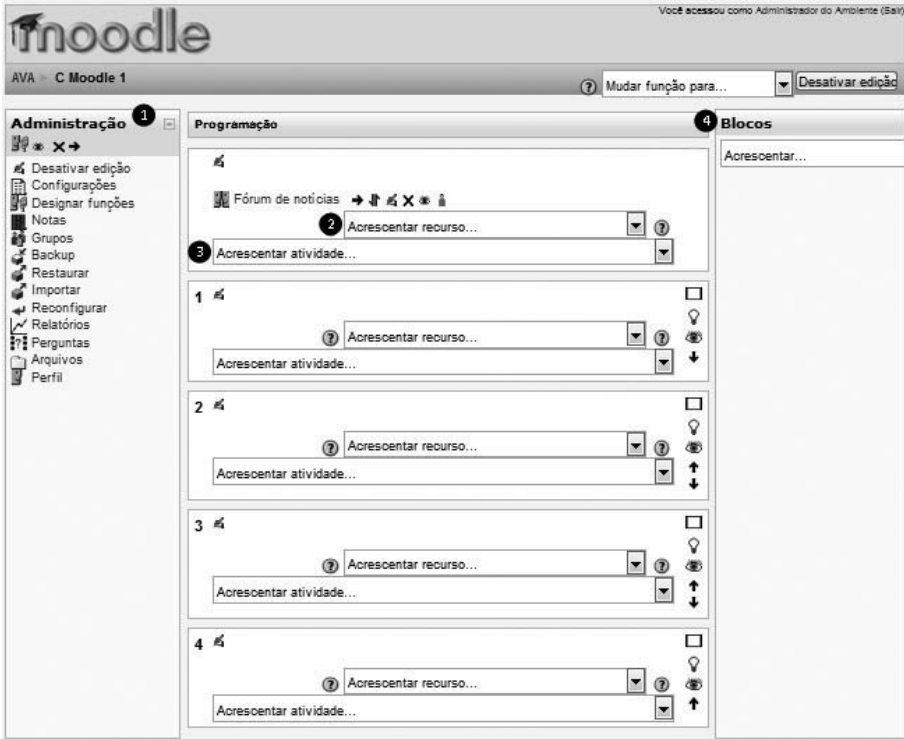 Você acessou como Administrador do Ambiente (Sair)
moodle
AVA C Moodle 1
Mudar função para...
Desativar edição
1
Administração
Desativar edição
Configurações
Designar funções
Notas
Grupos
Backup
Restaurar
Importar
Reconfigurar
Relatórios
Perguntas
Arquivos
Perfil
Programação
Fórum de notícias
2 Acrescentar recurso... ?
3 Acrescentar atividade...
1
? Acrescentar recurso... ?
Acrescentar atividade...
2
? Acrescentar recurso... ?
Acrescentar atividade...
3
? Acrescentar recurso... ?
Acrescentar atividade...
4
? Acrescentar recurso... ?
Acrescentar atividade...
4 Blocos
Acrescentar...